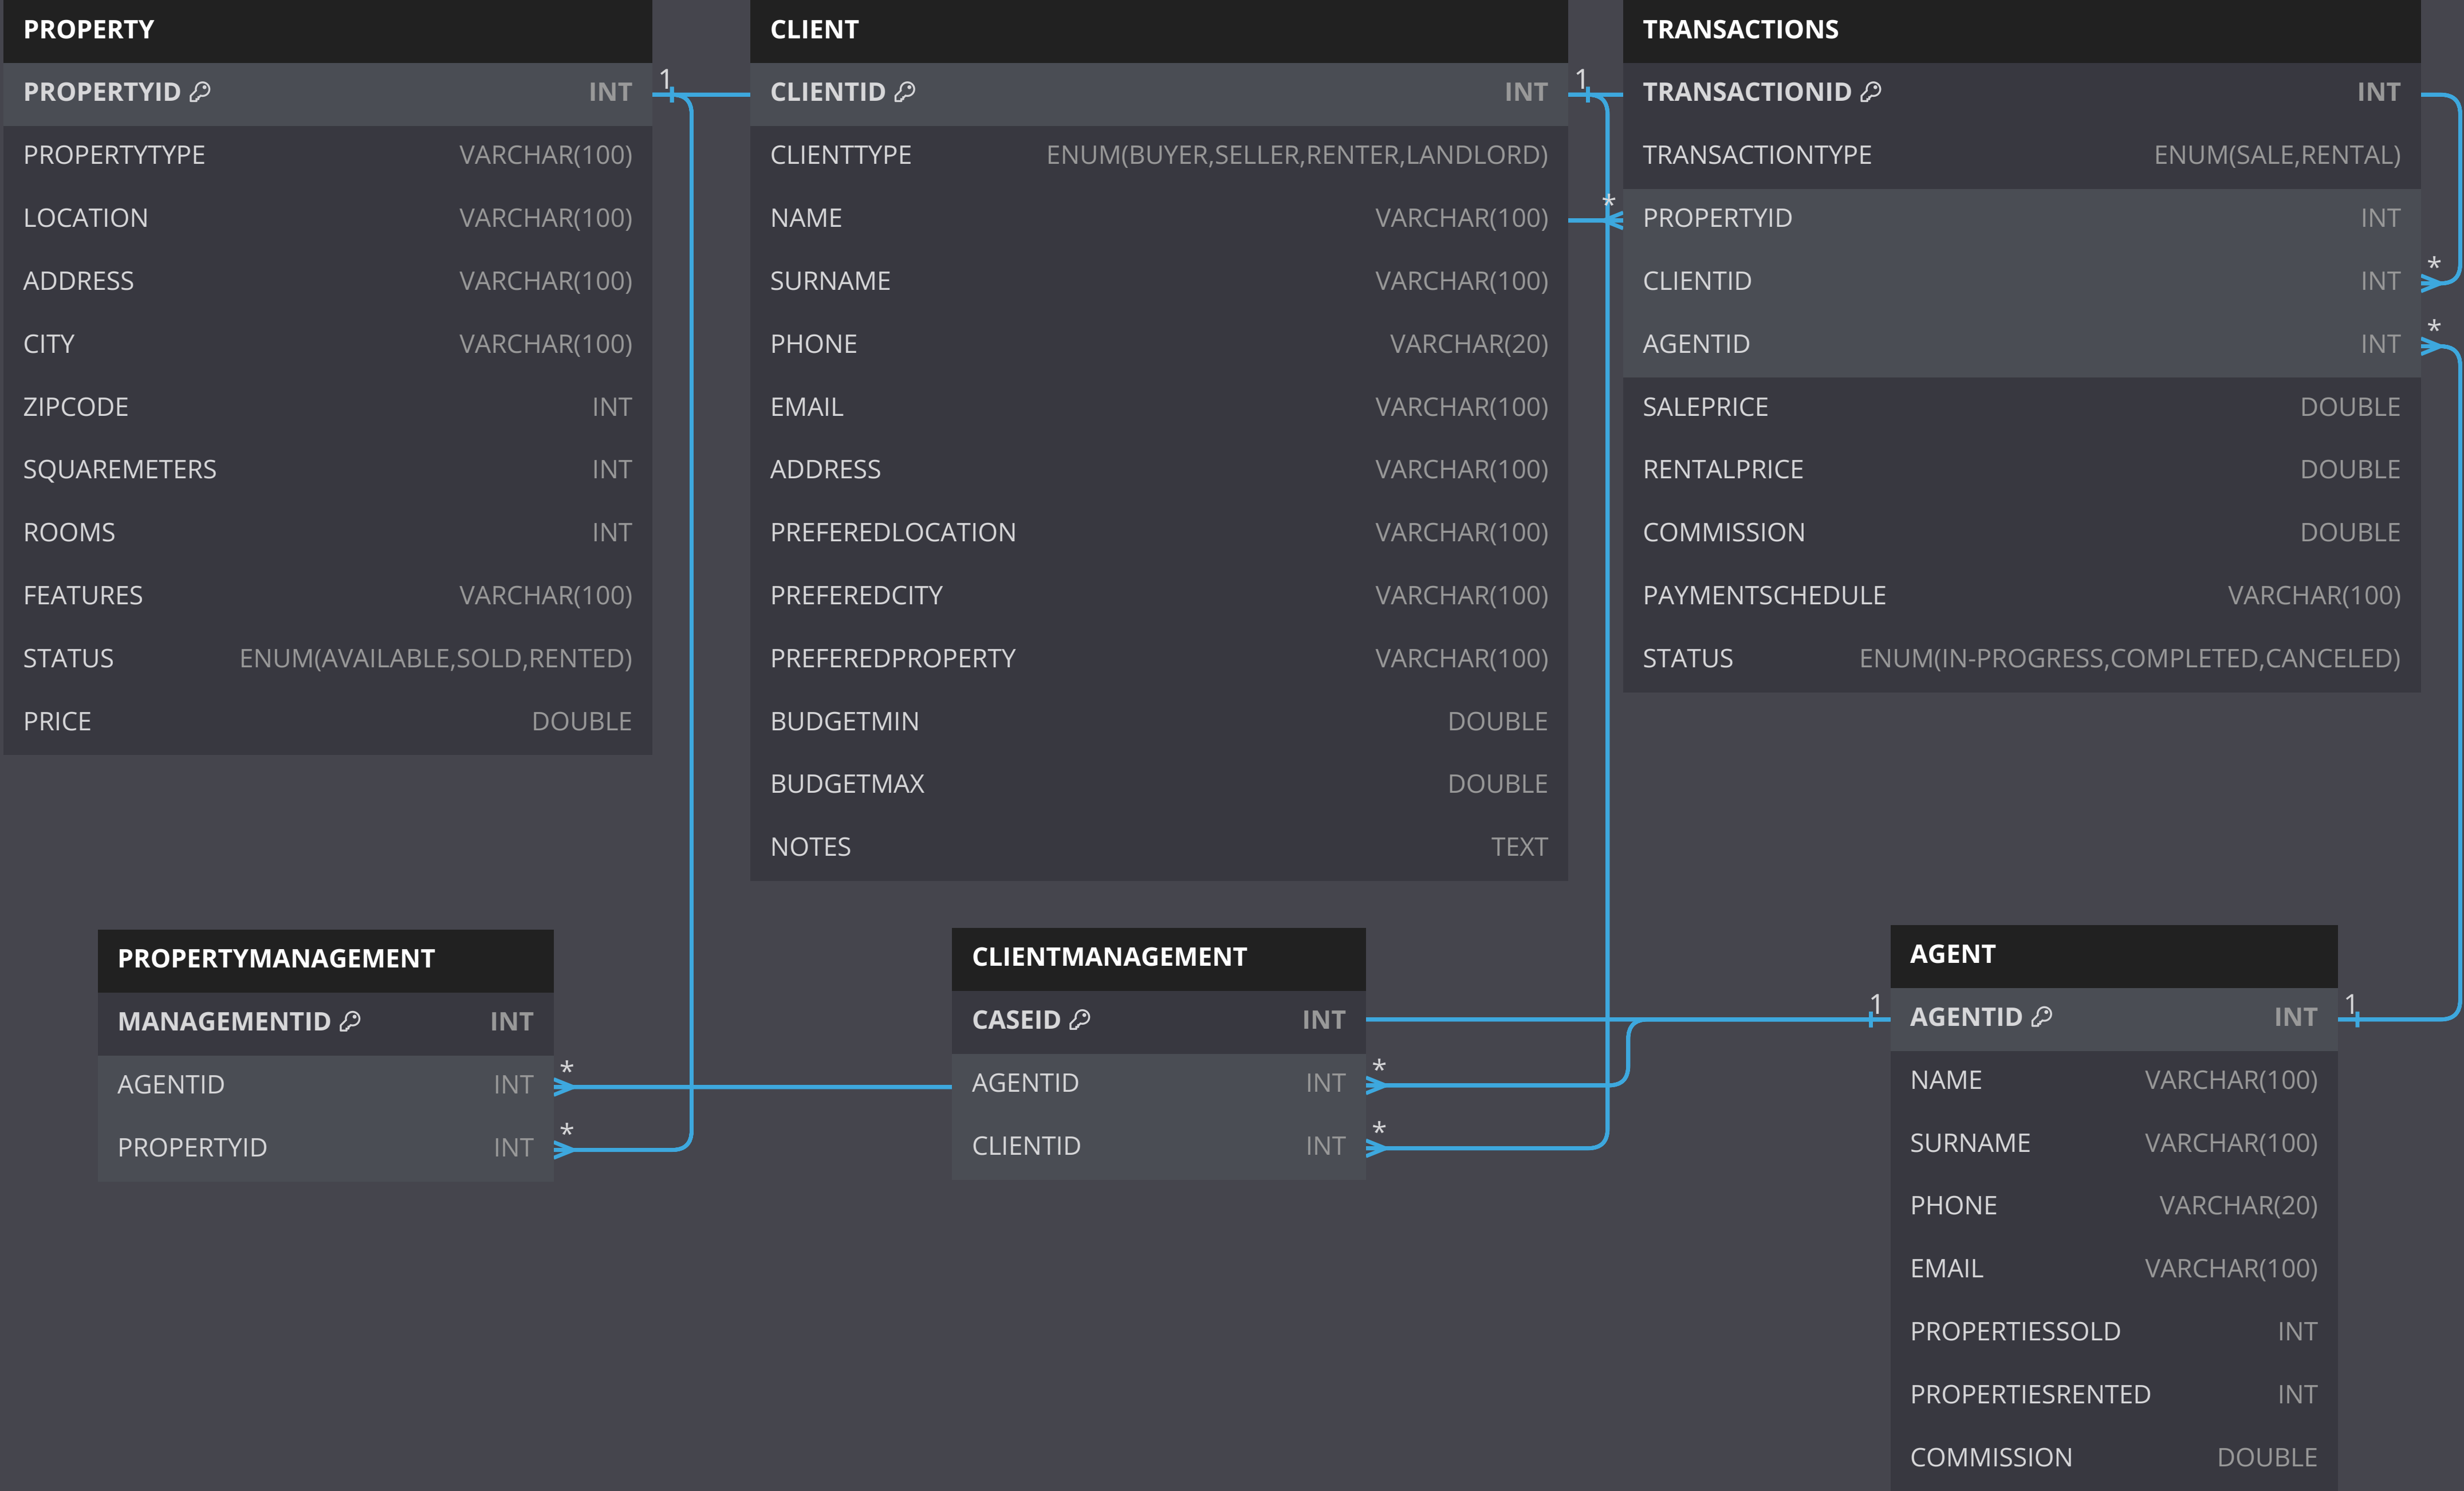 PROPERTY
PROPERTYID INT
PROPERTYTYPE VARCHAR(100)
LOCATION VARCHAR(100)
ADDRESS VARCHAR(100)
CITY VARCHAR(100)
ZIPCODE INT
SQUAREMETERS INT
ROOMS INT
FEATURES VARCHAR(100)
STATUS ENUM(AVAILABLE,SOLD,RENTED)
PRICE DOUBLE
1
CLIENT
CLIENTID INT
CLIENTTYPE ENUM(BUYER,SELLER,RENTER,LANDLORD)
NAME VARCHAR(100)
SURNAME VARCHAR(100)
PHONE VARCHAR(20)
EMAIL VARCHAR(100)
ADDRESS VARCHAR(100)
PREFEREDLOCATION VARCHAR(100)
PREFEREDCITY VARCHAR(100)
PREFEREDPROPERTY VARCHAR(100)
BUDGETMIN DOUBLE
BUDGETMAX DOUBLE
NOTES TEXT
1
*
TRANSACTIONS
TRANSACTIONID INT
TRANSACTIONTYPE ENUM(SALE,RENTAL)
PROPERTYID INT
CLIENTID INT
*
AGENTID INT
*
SALEPRICE DOUBLE
RENTALPRICE DOUBLE
COMMISSION DOUBLE
PAYMENTSCHEDULE VARCHAR(100)
STATUS ENUM(IN-PROGRESS,COMPLETED,CANCELED)
PROPERTYMANAGEMENT
MANAGEMENTID INT
AGENTID INT
*
PROPERTYID INT
*
CLIENTMANAGEMENT
CASEID INT
AGENTID INT
*
CLIENTID INT
*
1
AGENT
AGENTID INT
1
NAME VARCHAR(100)
SURNAME VARCHAR(100)
PHONE VARCHAR(20)
EMAIL VARCHAR(100)
PROPERTIESSOLD INT
PROPERTIESRENTED INT
COMMISSION DOUBLE